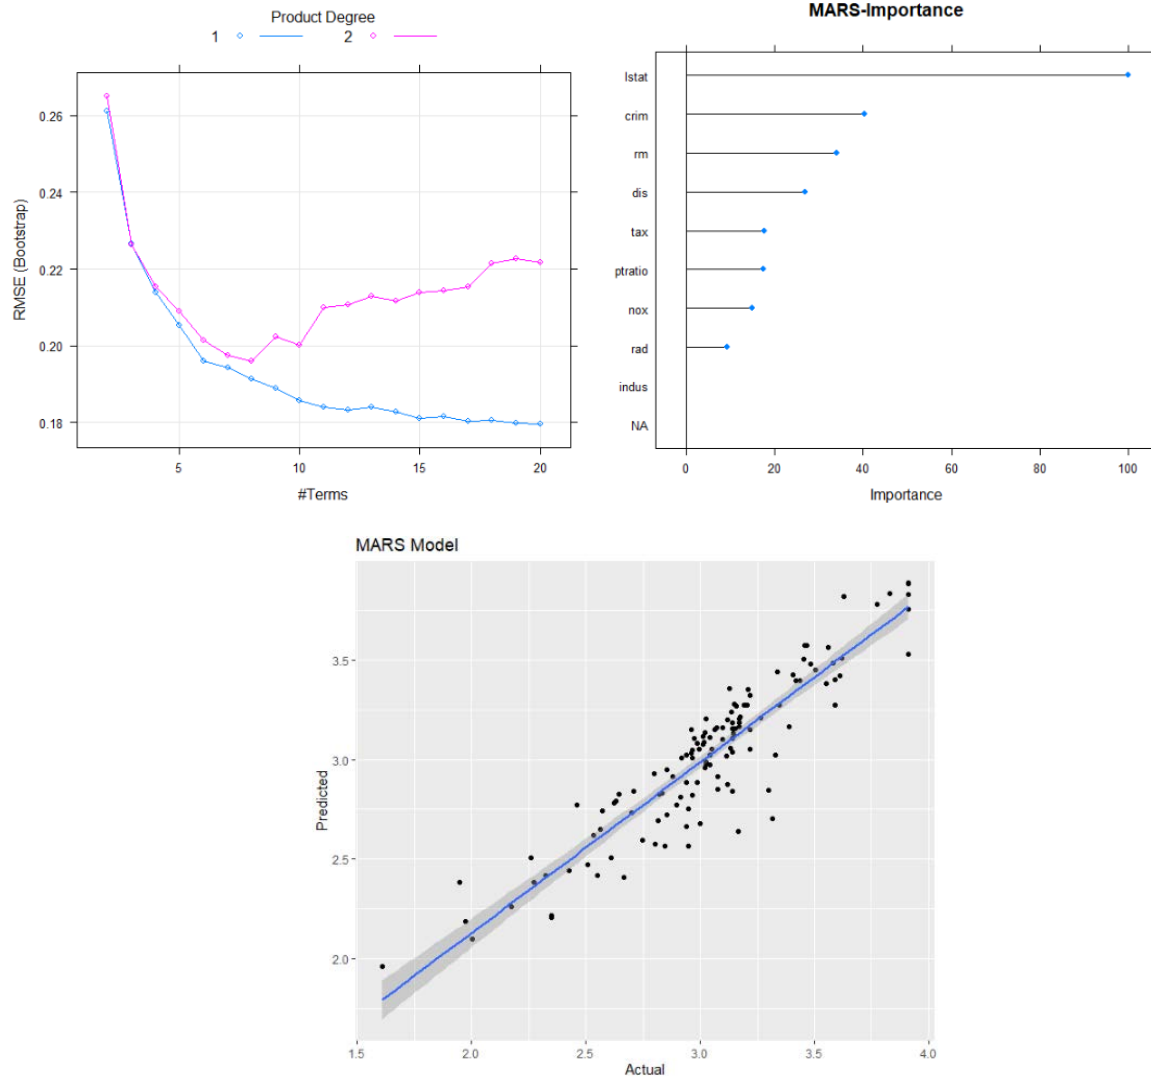 Product Degree
1 2
RMSE (Bootstrap)
0.26
0.24
0.22
0.20
0.18
5 10 15 20
#Terms
MARS-Importance
lstat
crim
rm
dis
tax
ptratio
nox
rad
indus
NA
0 20 40 60 80 100
Importance
MARS Model
Predicted
3.5
3.0
2.5
2.0
1.5 2.0 2.5 3.0 3.5 4.0
Actual